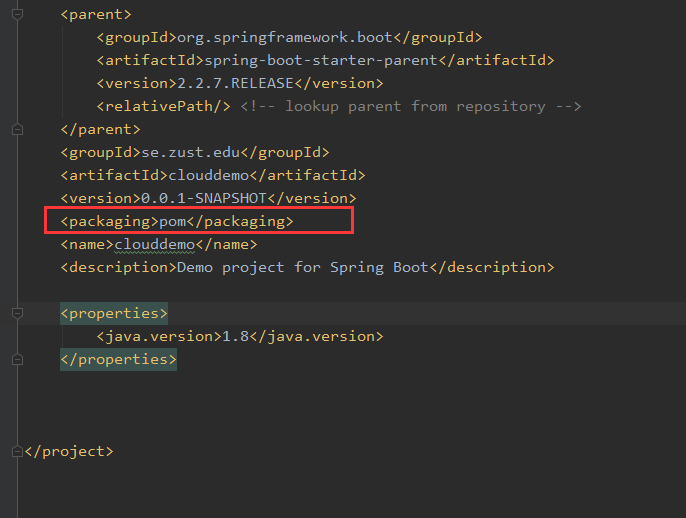 <parent>
<groupId>org.springframework.boot</groupId>
<artifactId>spring-boot-starter-parent</artifactId>
<version>2.2.7.RELEASE</version>
<relativePath/> <!-- lookup parent from repository -->
</parent>
<groupId>se.zust.edu</groupId>
<artifactId>clouddemo</artifactId>
<version>0.0.1-SNAPSHOT</version>
<packaging>pom</packaging>
<name>clouddemo</name>
<description>Demo project for Spring Boot</description>
<properties>
<java.version>1.8</java.version>
</properties>
</project>